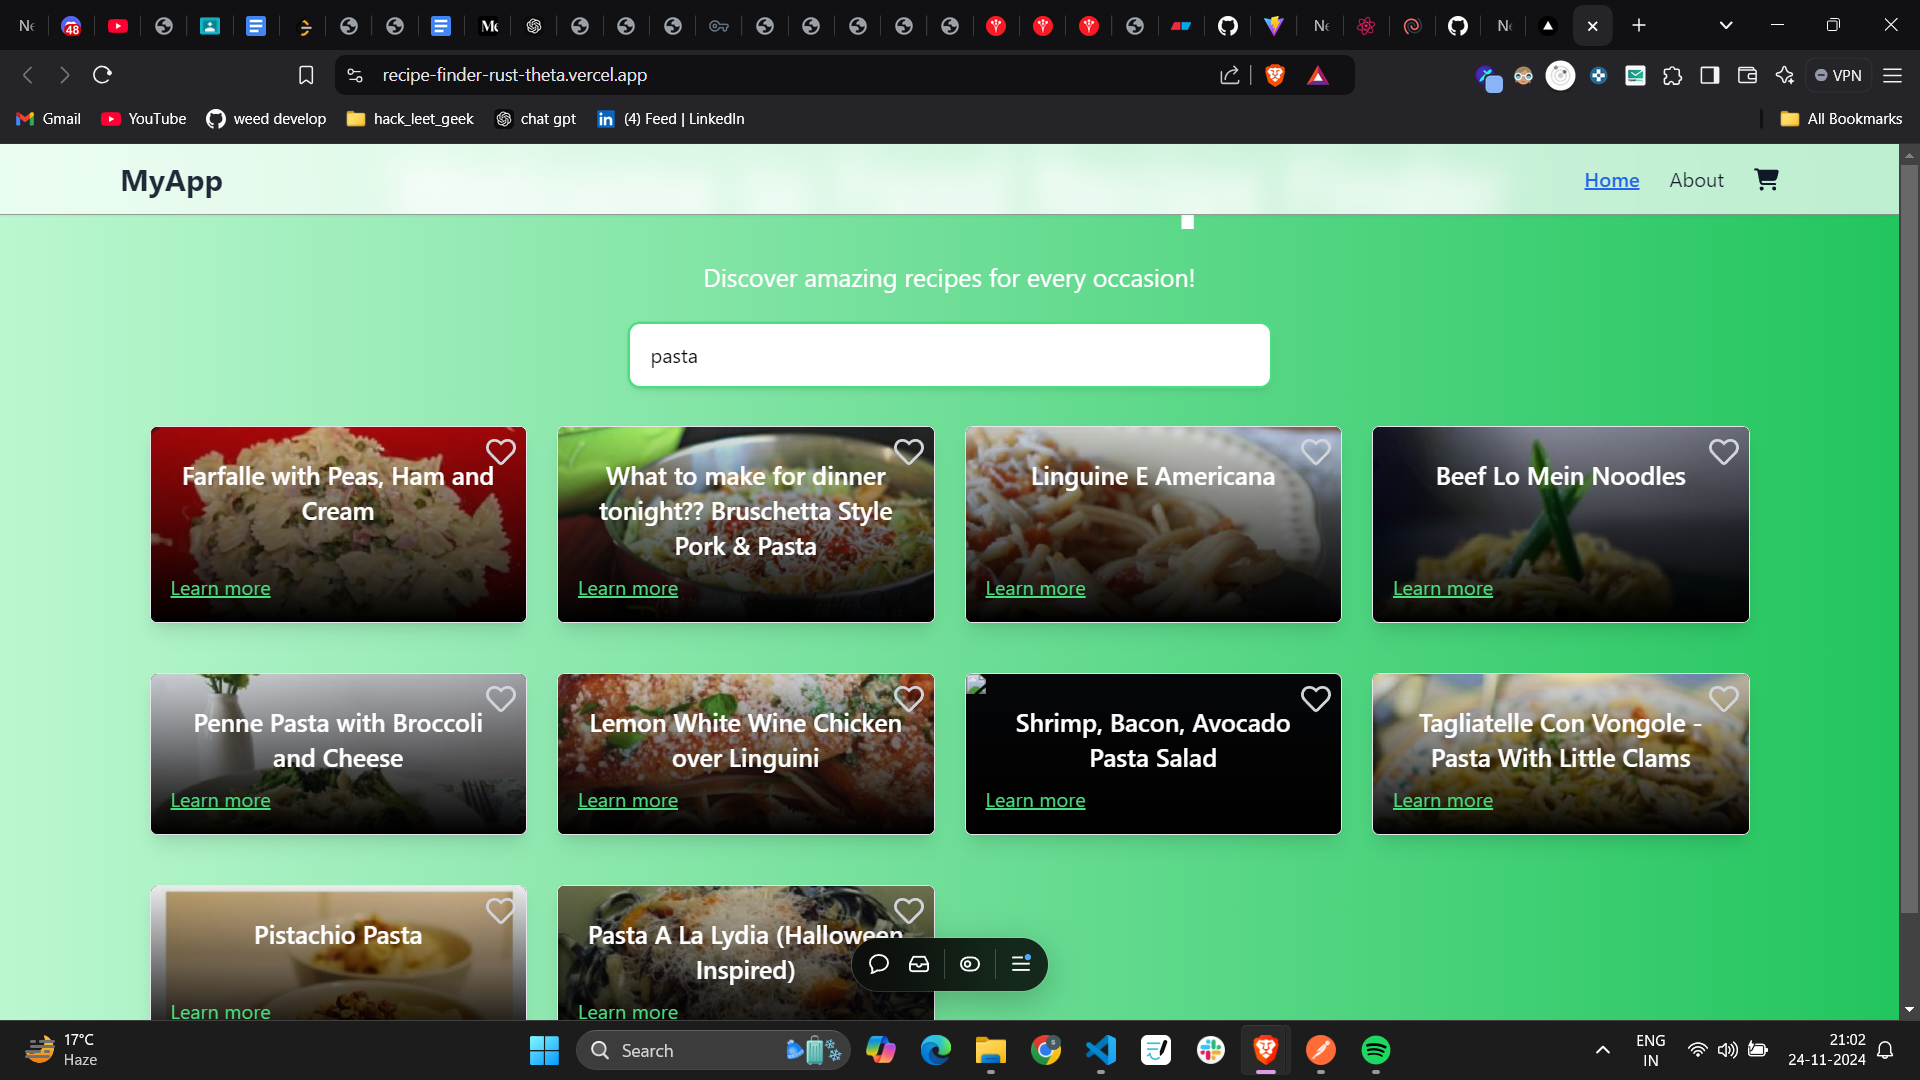 Ne
48
Me
Ne
Ne
recipe-finder-rust-theta.vercel.app
VPN
Gmail
YouTube
weed develop
hack_leet_geek
chat gpt
(4) Feed | LinkedIn
All Bookmarks
MyApp
Home
About
Discover amazing recipes for every occasion!
pasta
Farfalle with Peas, Ham and
Cream
Learn more
What to make for dinner
tonight?? Bruschetta Style
Pork & Pasta
Learn more
Linguine E Americana
Learn more
Beef Lo Mein Noodles
Learn more
Penne Pasta with Broccoli
and Cheese
Learn more
Lemon White Wine Chicken
over Linguini
Learn more
Shrimp, Bacon, Avocado
Pasta Salad
Learn more
Tagliatelle Con Vongole -
Pasta With Little Clams
Learn more
Pistachio Pasta
Learn more
Pasta A La Lydia (Halloween
Inspired)
Learn more
17°C
Haze
Search
ENG
IN
21:02
24-11-2024